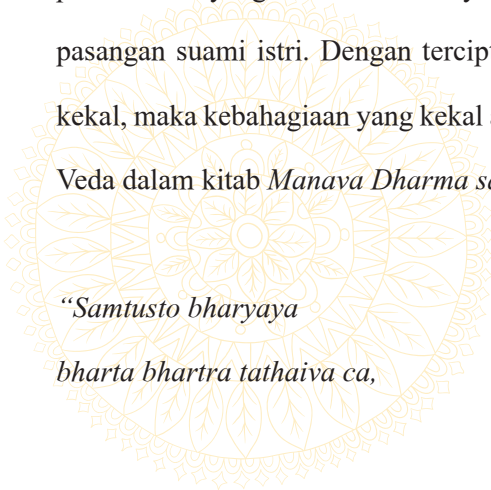 pasangan suami istri. Dengan
kekal, maka kebahagiaan yang kekal
Veda dalam kitab Manava Dharma
“Samtusto bharyaya
bharta bhartra tathaiva ca,